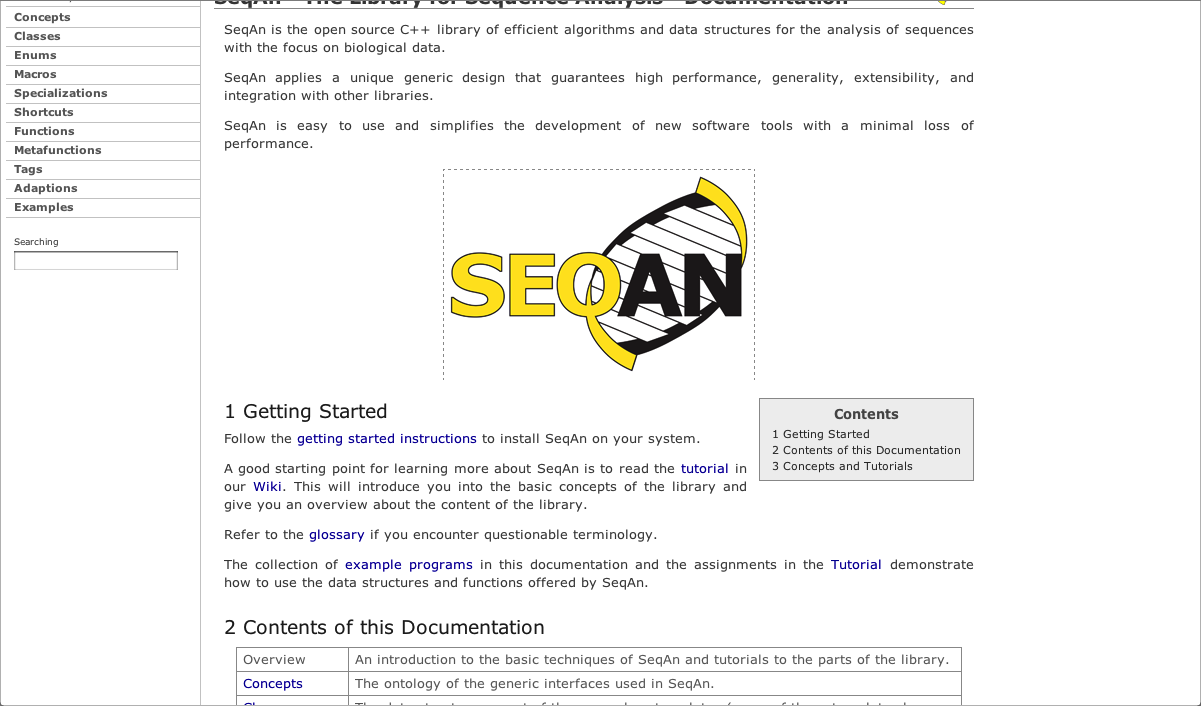 Concepts
Classes
Enums
Macros
Specializations
Shortcuts
Functions
Metafunctions
Tags
Adaptions
Examples
Searching
SeqAn - The Library for Sequence Analysis - Documentation
SeqAn is the open source C++ library of efficient algorithms and data structures for the analysis of sequences
with the focus on biological data.
SeqAn applies a unique generic design that guarantees high performance, generality, extensibility, and
integration with other libraries.
SeqAn is easy to use and simplifies the development of new software tools with a minimal loss of
performance.
SEQAN
1 Getting Started
Follow the getting started instructions to install SeqAn on your system.
A good starting point for learning more about SeqAn is to read the tutorial in
our Wiki. This will introduce you into the basic concepts of the library and
give you an overview about the content of the library.
Refer to the glossary if you encounter questionable terminology.
The collection of example programs in this documentation and the assignments in the Tutorial demonstrate
how to use the data structures and functions offered by SeqAn.
Contents
1 Getting Started
2 Contents of this Documentation
3 Concepts and Tutorials
2 Contents of this Documentation
Overview An introduction to the basic techniques of SeqAn and tutorials to the parts of the library.
Concepts The ontology of the generic interfaces used in SeqAn.